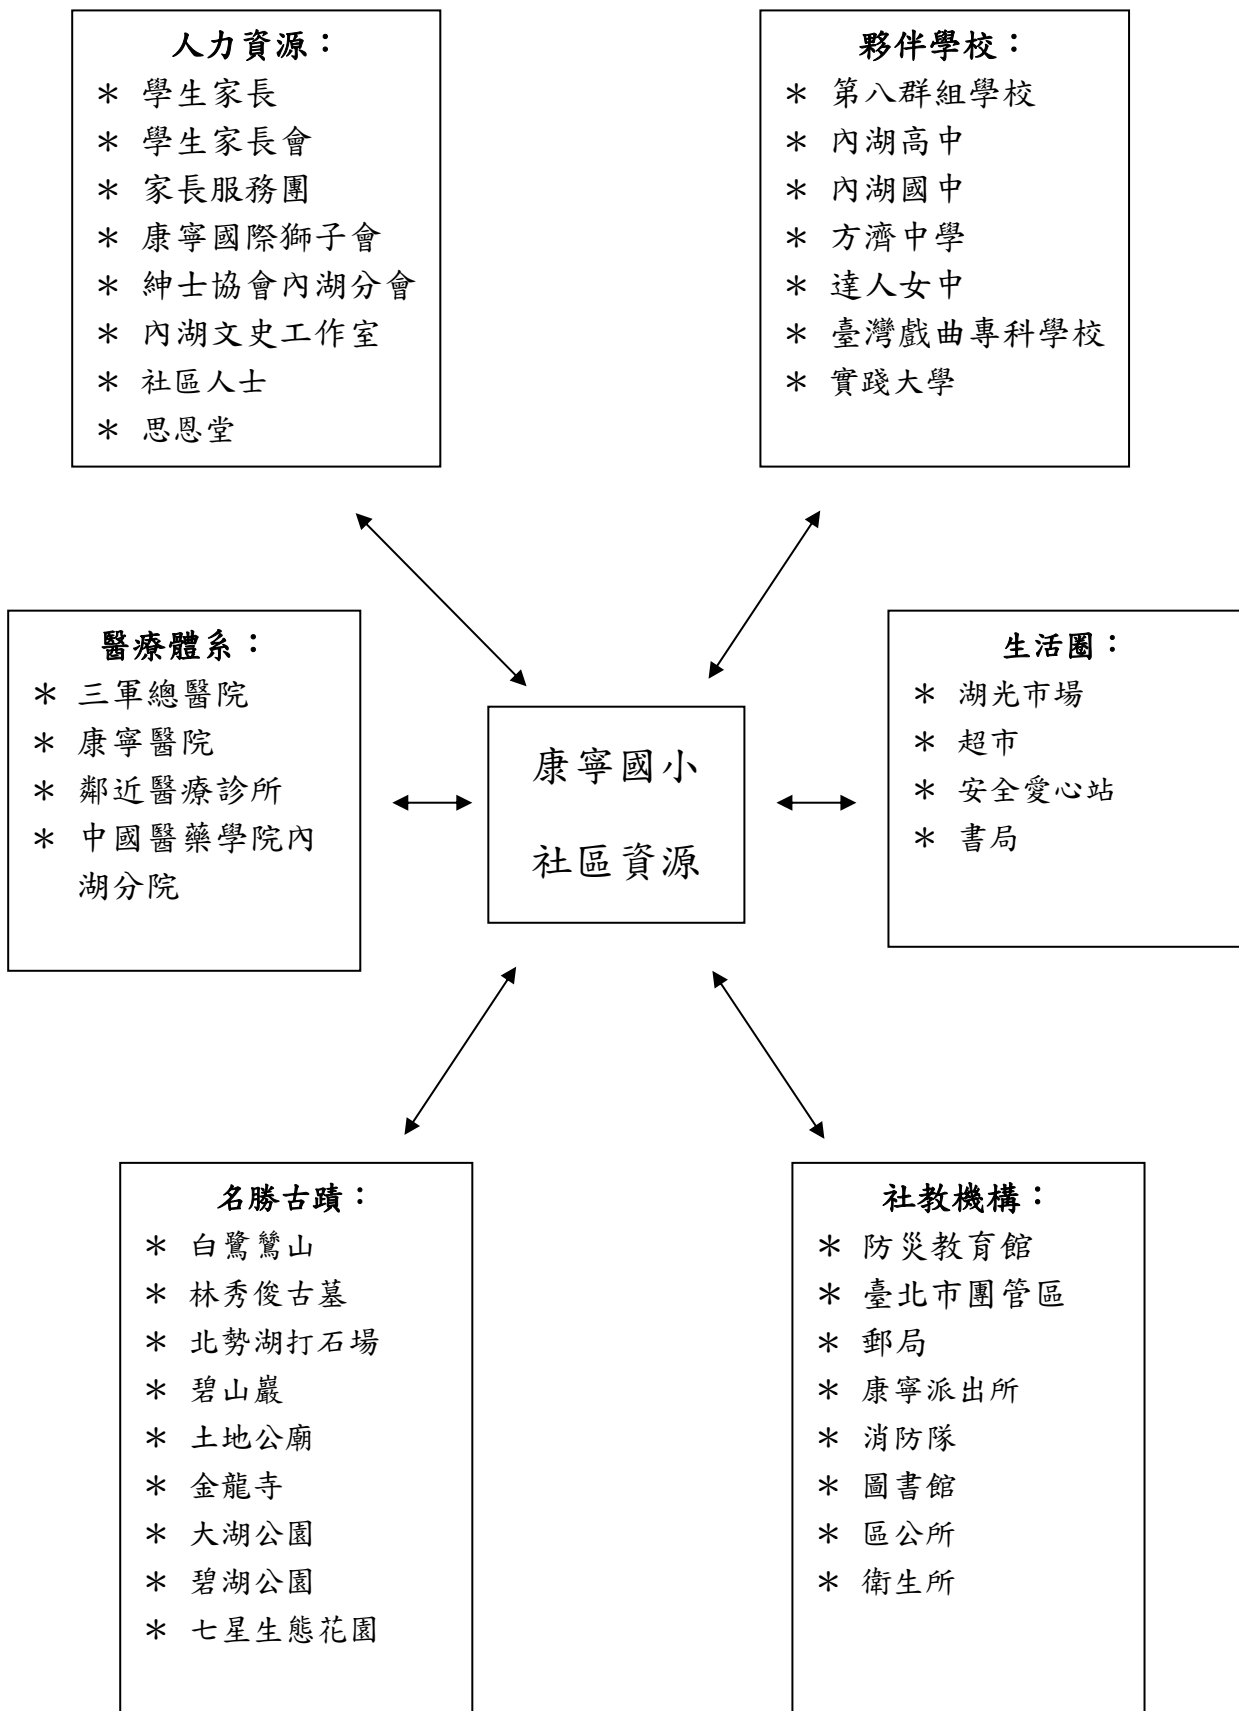 人力資源：
＊ 學生家長
＊ 學生家長會
＊ 家長服務團
＊ 康寧國際獅子會
＊ 紳士協會內湖分會
＊ 內湖文史工作室
＊ 社區人士
＊ 思恩堂
夥伴學校：
＊ 第八群組學校
＊ 內湖高中
＊ 內湖國中
＊ 方濟中學
＊ 達人女中
＊ 臺灣戲曲專科學校
＊ 實踐大學
醫療體系：
＊ 三軍總醫院
＊ 康寧醫院
＊ 鄰近醫療診所
＊ 中國醫藥學院內
湖分院
康寧國小
社區資源
生活圈：
＊ 湖光市場
＊ 超市
＊ 安全愛心站
＊ 書局
名勝古蹟：
＊ 白鷺鷥山
＊ 林秀俊古墓
＊ 北勢湖打石場
＊ 碧山巖
＊ 土地公廟
＊ 金龍寺
＊ 大湖公園
＊ 碧湖公園
＊ 七星生態花園
社教機構：
＊ 防災教育館
＊ 臺北市團管區
＊ 郵局
＊ 康寧派出所
＊ 消防隊
＊ 圖書館
＊ 區公所
＊ 衛生所